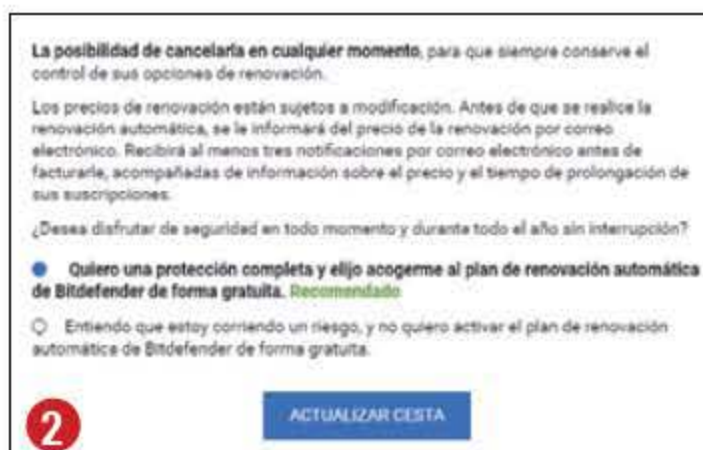 La posibilidad de cancelarla en cualquier momento, para que siempre conserve el
control de sus opciones de renovación.
Los precios de renovación están sujetos a modificación. Antes de que se realice la
renovación automática, se le informará del precio de la renovación por correo
electrónico. Recibirá al menos tres notificaciones por correo electrónico antes de
facturarle, acompañadas de información sobre el precio y el tiempo de prolongación de
sus suscripciones.
¿Desea disfrutar de seguridad en todo momento y durante todo el año sin interrupción?
Quiero una protección completa y elijo acogerme al plan de renovación automática
de Bitdefender de forma gratuita. Recomendado
Entiendo que estoy corriendo un riesgo, y no quiero activar el plan de renovación
automática de Bitdefender de forma gratuita.
ACTUALIZAR CESTA
2